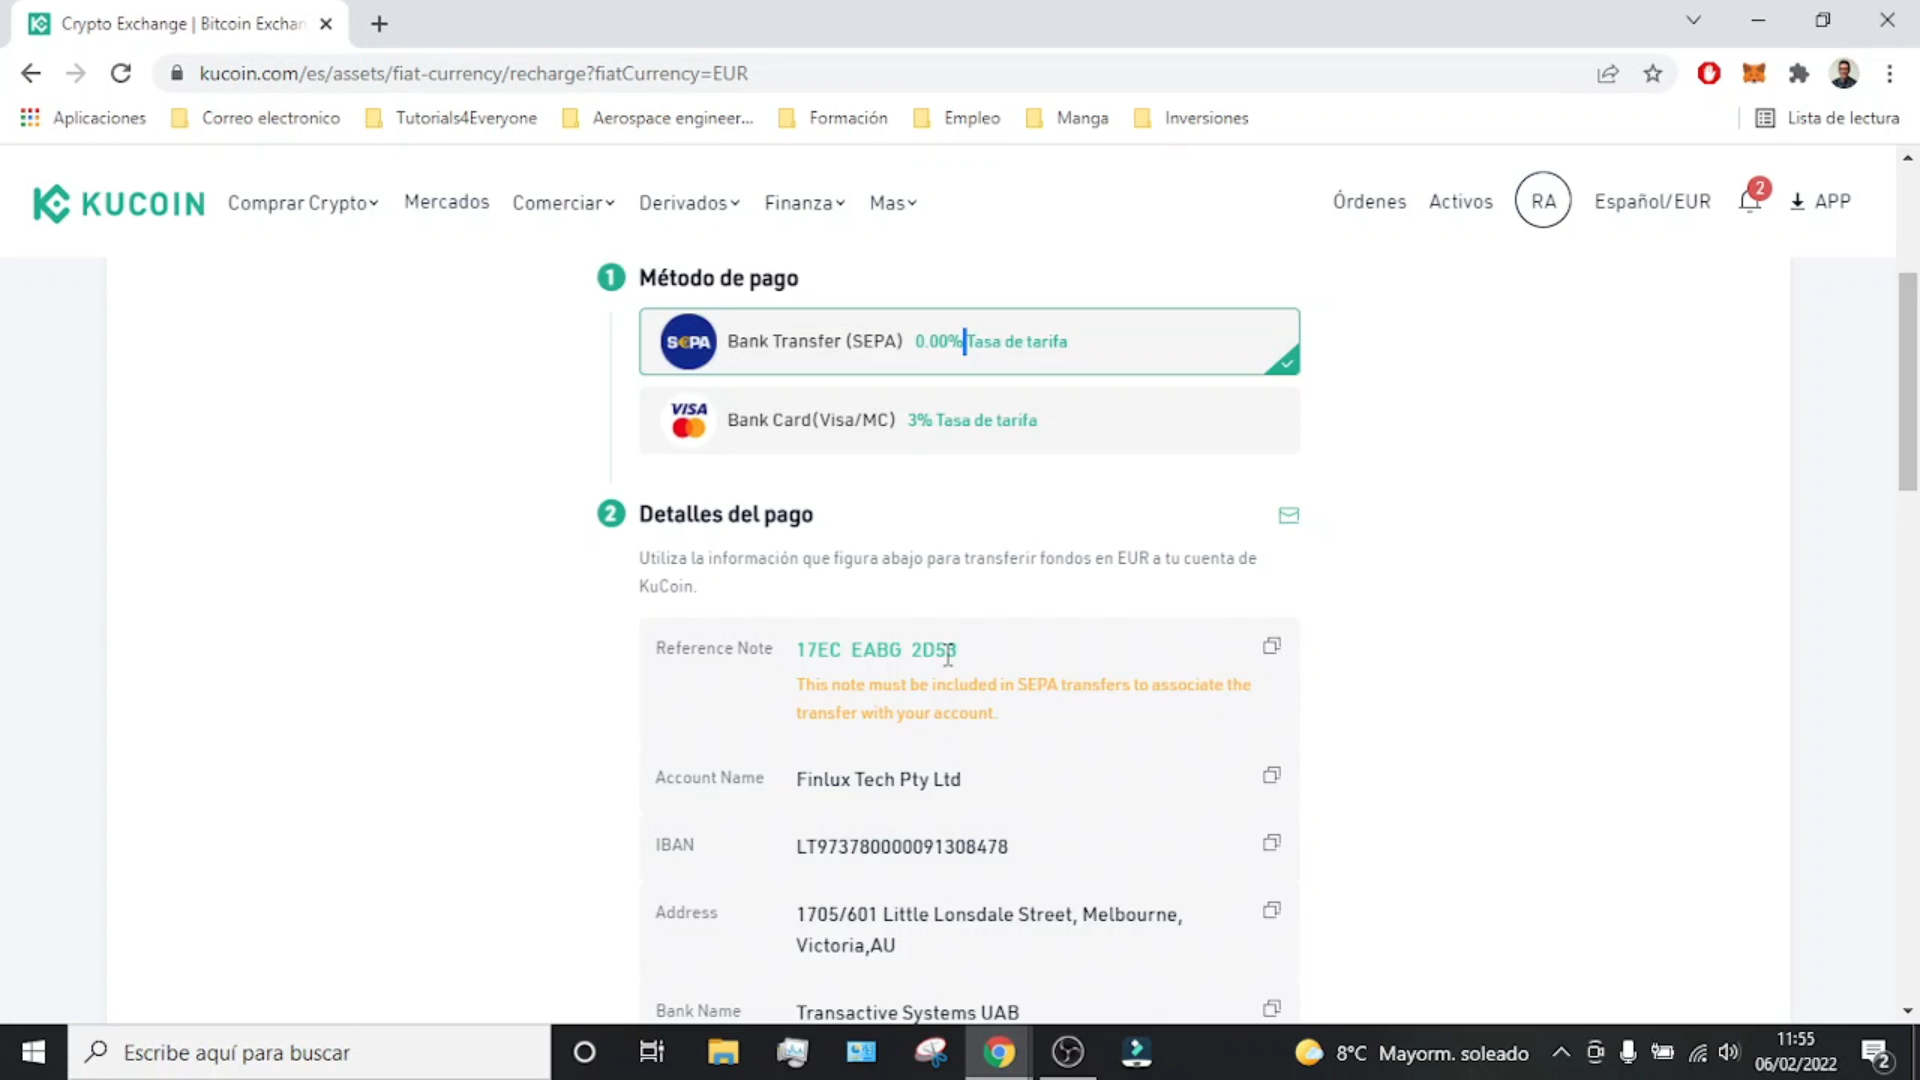 Crypto Exchange | Bitcoin Exchan
kucoin.com/es/assets/fiat-currency/recharge?fiatCurrency=EUR
Aplicaciones Correo electronico Tutorials4Everyone Aerospace engineer... Formación Empleo Manga Inversiones Lista de lectura
KUCOIN Comprar Crypto Mercados Comerciar Derivados Finanza Mas Órdenes Activos RA Español/EUR 2 APP
1 Método de pago
SEPA Bank Transfer (SEPA) 0.00% Tasa de tarifa
VISA Bank Card(Visa/MC) 3% Tasa de tarifa
2 Detalles del pago
Utiliza la información que figura abajo para transferir fondos en EUR a tu cuenta de
KuCoin.
Reference Note 17EC EABG 2D53
This note must be included in SEPA transfers to associate the
transfer with your account.
Account Name Finlux Tech Pty Ltd
IBAN LT973780000091308478
Address 1705/601 Little Lonsdale Street, Melbourne,
Victoria,AU
Bank Name Transactive Systems UAB
Escribe aquí para buscar 8°C Mayorm. soleado 11:55
06/02/2022 2